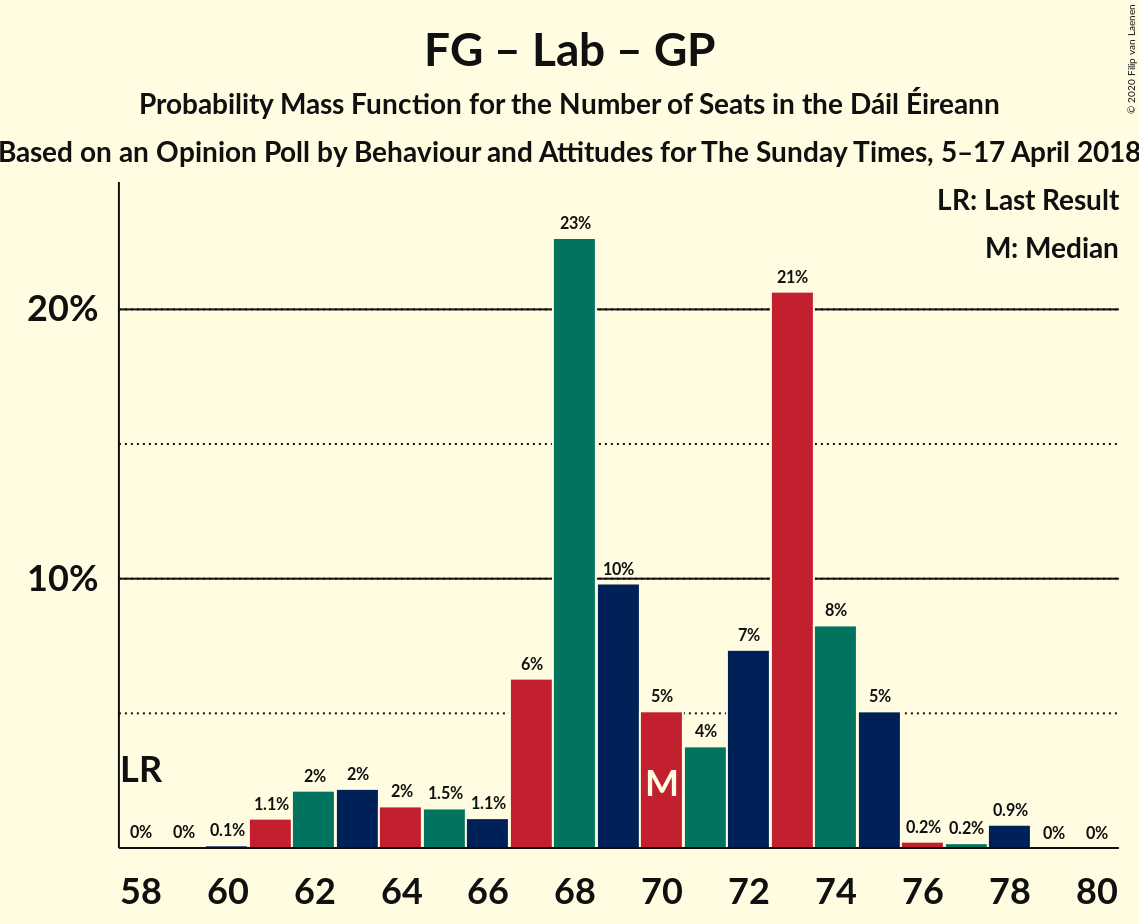 FG – Lab – GP
Probability Mass Function for the Number of Seats in the Dáil Éireann
Based on an Opinion Poll by Behaviour and Attitudes for The Sunday Times, 5–17 April 2018
© 2020 Filip van Laenen
LR: Last Result
M: Median
20%
10%
0% 0% 0.1% 1.1% 2% 2% 2% 1.5% 1.1% 6% 23% 10% 5% 4% 7% 21% 8% 5% 0.2% 0.2% 0.9% 0% 0%
LR
M
58 60 62 64 66 68 70 72 74 76 78 80